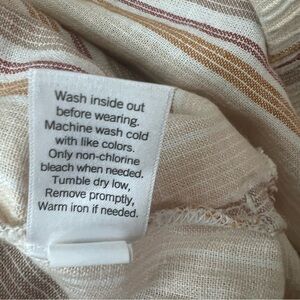 Wash inside out
before wearing.
Machine wash cold
with like colors.
Only non-chlorine
bleach when needed.
Tumble dry low,
Remove promptly,
Warm iron if needed.